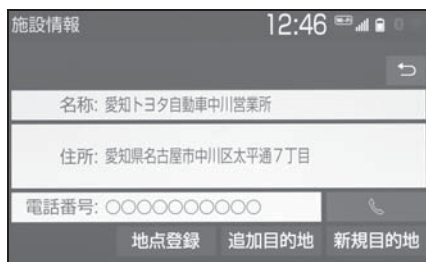 施設情報 12:46
名称: 愛知トヨタ自動車中川営業所
住所: 愛知県名古屋市中川区太平通7丁目
電話番号: ○○○○○○○○○○
地点登録 追加目的地 新規目的地